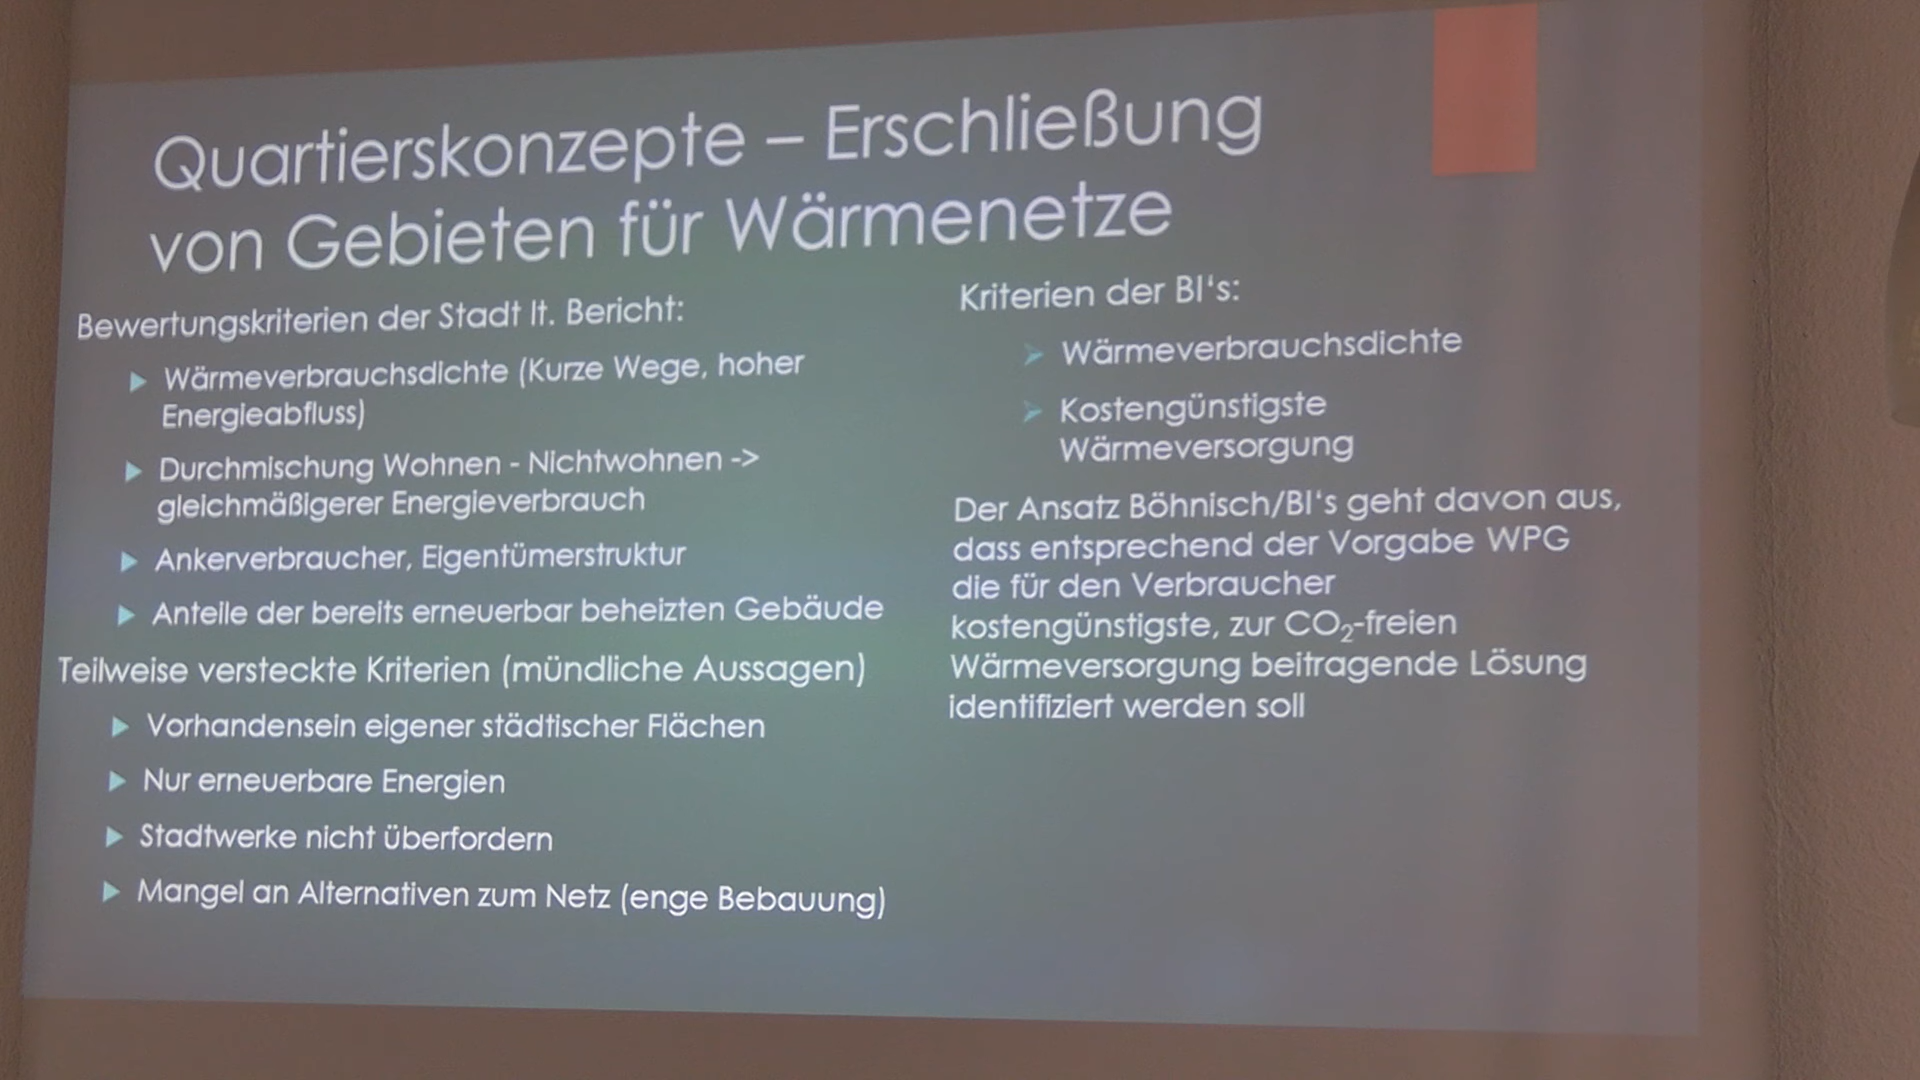 Quartierskonzepte – Erschließung
von Gebieten für Wärmenetze
Bewertungskriterien der Stadt lt. Bericht:
Wärmeverbrauchsdichte (Kurze Wege, hoher
Energieabfluss)
Durchmischung Wohnen - Nichtwohnen ->
gleichmäßigerer Energieverbrauch
Ankerverbraucher, Eigentümerstruktur
Anteile der bereits erneuerbar beheizten Gebäude
Teilweise versteckte Kriterien (mündliche Aussagen)
Vorhandensein eigener städtischer Flächen
Nur erneuerbare Energien
Stadtwerke nicht überfordern
Mangel an Alternativen zum Netz (enge Bebauung)
Kriterien der BI‘s:
Wärmeverbrauchsdichte
Kostengünstigste
Wärmeversorgung
Der Ansatz Böhnisch/BI‘s geht davon aus,
dass entsprechend der Vorgabe WPG
die für den Verbraucher
kostengünstigste, zur CO₂-freien
Wärmeversorgung beitragende Lösung
identifiziert werden soll